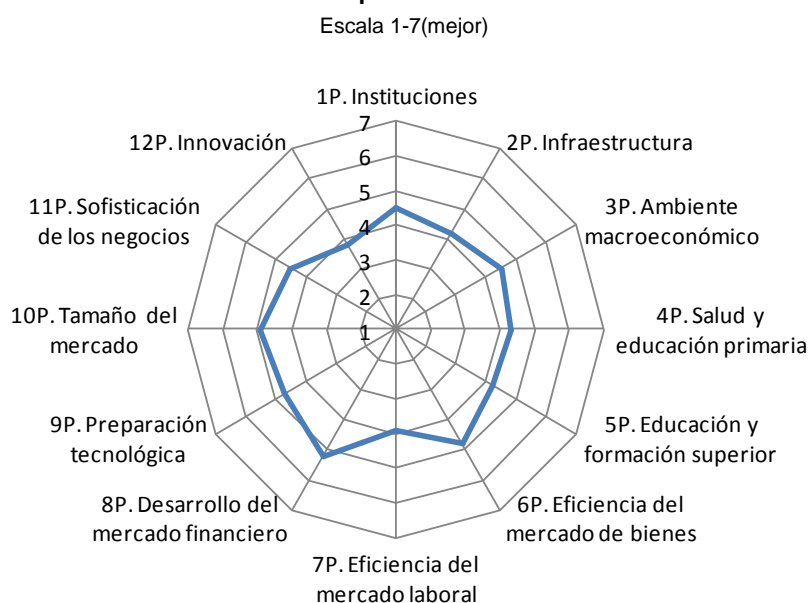 Escala 1-7(mejor)
1P. Instituciones
2P. Infraestructura
3P. Ambiente
macroeconómico
4P. Salud y
educación primaria
5P. Educación y
formación superior
6P. Eficiencia del
mercado de bienes
7P. Eficiencia del
mercado laboral
8P. Desarrollo del
mercado financiero
9P. Preparación
tecnológica
10P. Tamaño del
mercado
11P. Sofisticación
de los negocios
12P. Innovación
7
6
5
4
3
2
1